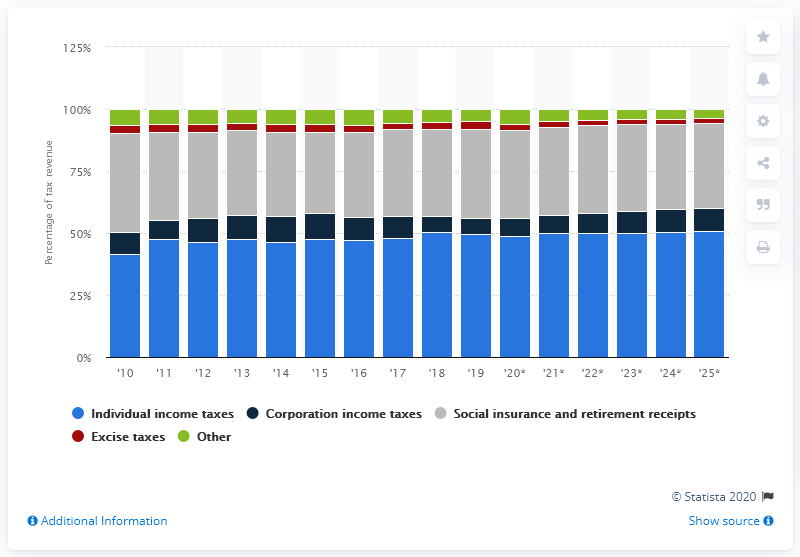 125%
100%
75%
50%
25%
0%
Percentage of tax revenue
'10 '11 '12 '13 '14 '15 '16 '17 '18 '19 '20* '21* '22* '23* '24* '25*
Individual income taxes Corporation income taxes Social insurance and retirement receipts
Excise taxes Other
© Statista 2020
Additional Information Show source